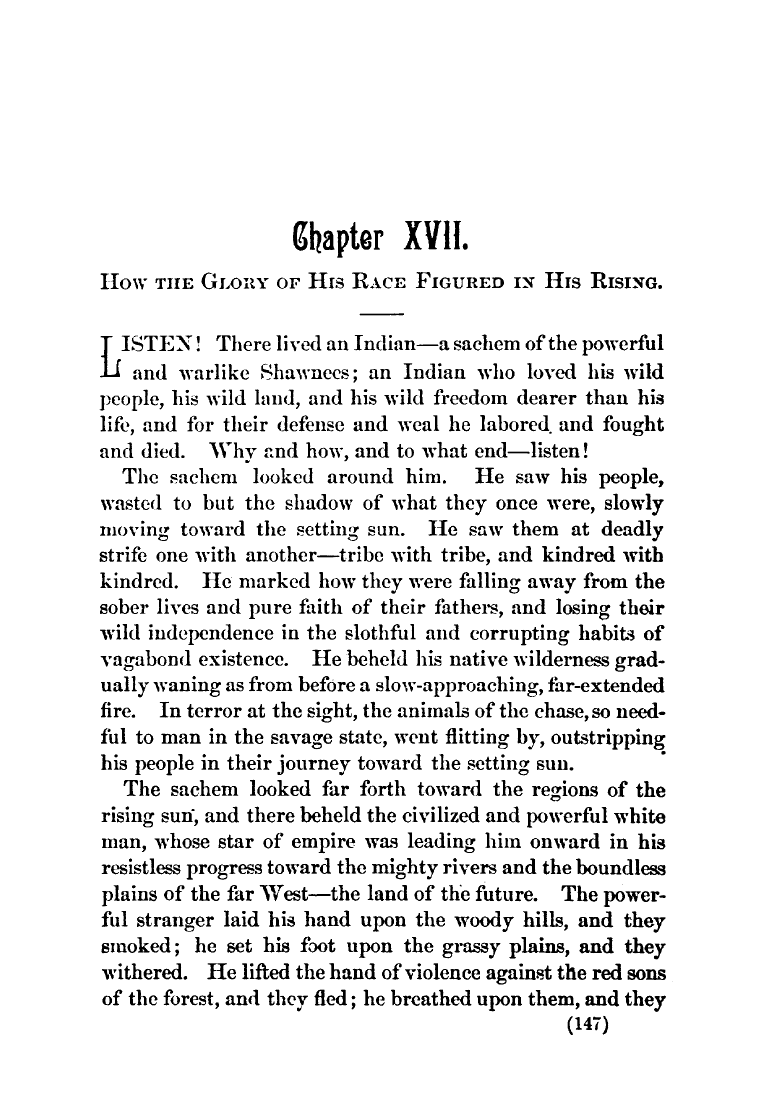 Chapter XVII.
How the Glory of His Race Figured in His Rising.
LISTEN! There lived an Indian—a sachem of the powerful
and warlike Shawnees; an Indian who loved his wild
people, his wild land, and his wild freedom dearer than his
life, and for their defense and weal he labored and fought
and died. Why and how, and to what end—listen!
The sachem looked around him. He saw his people,
wasted to but the shadow of what they once were, slowly
moving toward the setting sun. He saw them at deadly
strife one with another—tribe with tribe, and kindred with
kindred. He marked how they were falling away from the
sober lives and pure faith of their fathers, and losing their
wild independence in the slothful and corrupting habits of
vagabond existence. He beheld his native wilderness grad-
ually waning as from before a slow-approaching, far-extended
fire. In terror at the sight, the animals of the chase, so need-
ful to man in the savage state, went flitting by, outstripping
his people in their journey toward the setting sun.
The sachem looked far forth toward the regions of the
rising sun, and there beheld the civilized and powerful white
man, whose star of empire was leading him onward in his
resistless progress toward the mighty rivers and the boundless
plains of the far West—the land of the future. The power-
ful stranger laid his hand upon the woody hills, and they
smoked; he set his foot upon the grassy plains, and they
withered. He lifted the hand of violence against the red sons
of the forest, and they fled; he breathed upon them, and they
(147)